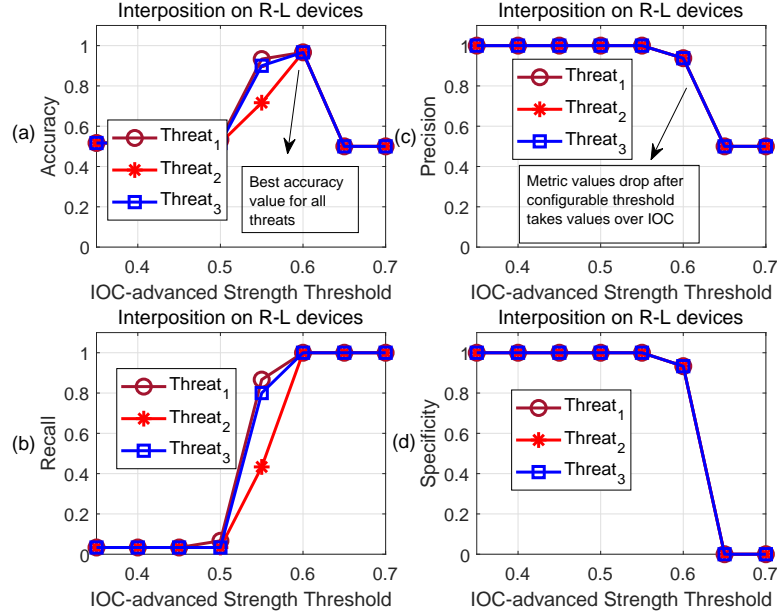 Interposition on R-L devices
1
0.8
0.6
0.4
0.2
0
0.4
0.5
0.6
0.7
(a)
Accuracy
IOC-advanced Strength Threshold
Threat1
Threat2
Threat3
Best accuracy
value for all
threats
Interposition on R-L devices
1
0.8
0.6
0.4
0.2
0
0.4
0.5
0.6
0.7
(c)
Precision
IOC-advanced Strength Threshold
Threat1
Threat2
Threat3
Metric values drop after
configurable threshold
takes values over IOC
Interposition on R-L devices
1
0.8
0.6
0.4
0.2
0
0.4
0.5
0.6
0.7
(b)
Recall
IOC-advanced Strength Threshold
Threat1
Threat2
Threat3
Interposition on R-L devices
1
0.8
0.6
0.4
0.2
0
0.4
0.5
0.6
0.7
(d)
Specificity
IOC-advanced Strength Threshold
Threat1
Threat2
Threat3